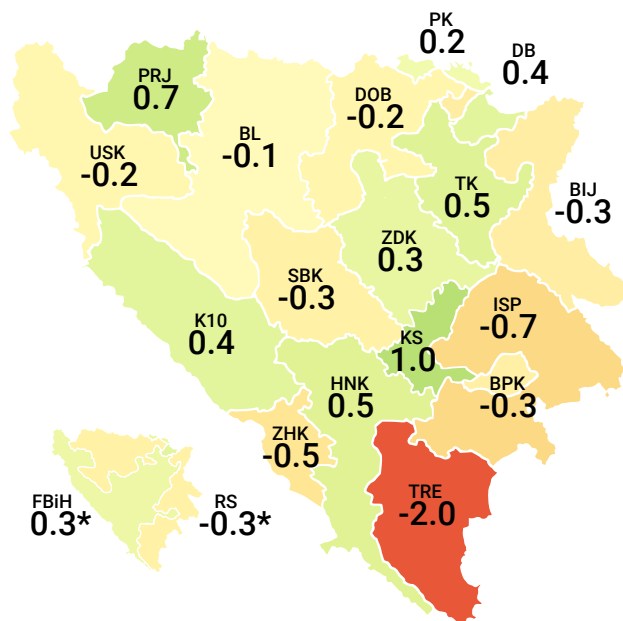 PK
0.2
DB
0.4
PRJ
0.7
DOB
-0.2
BL
-0.1
USK
-0.2
TK
0.5
BIJ
-0.3
ZDK
0.3
SBK
-0.3
ISP
-0.7
K10
0.4
KS
1.0
HNK
0.5
BPK
-0.3
ZHK
-0.5
TRE
-2.0
FBiH
0.3*
RS
-0.3*